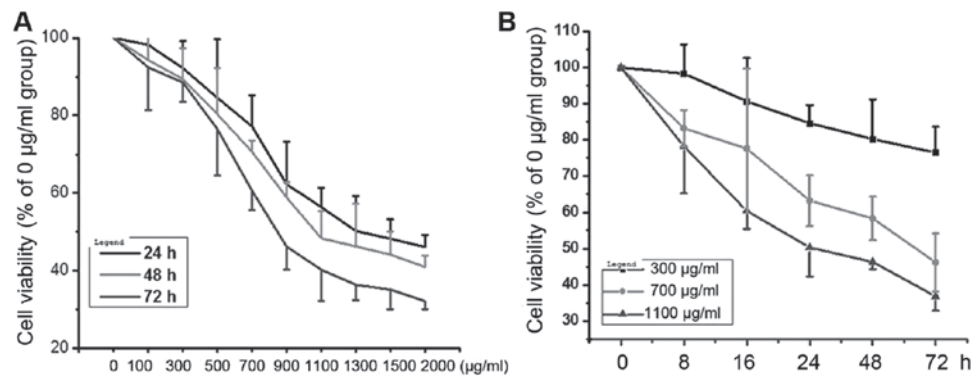 A
Cell viability (% of 0 µg/ml group)
100
80
60
40
20
Legend
24 h
48 h
72 h
0 100 300 500 700 900 1100 1300 1500 2000 (µg/ml)
B
Cell viability (% of 0 µg/ml group)
110
100
90
80
70
60
50
40
30
Legend
300 µg/ml
700 µg/ml
1100 µg/ml
0 8 16 24 48 72 h